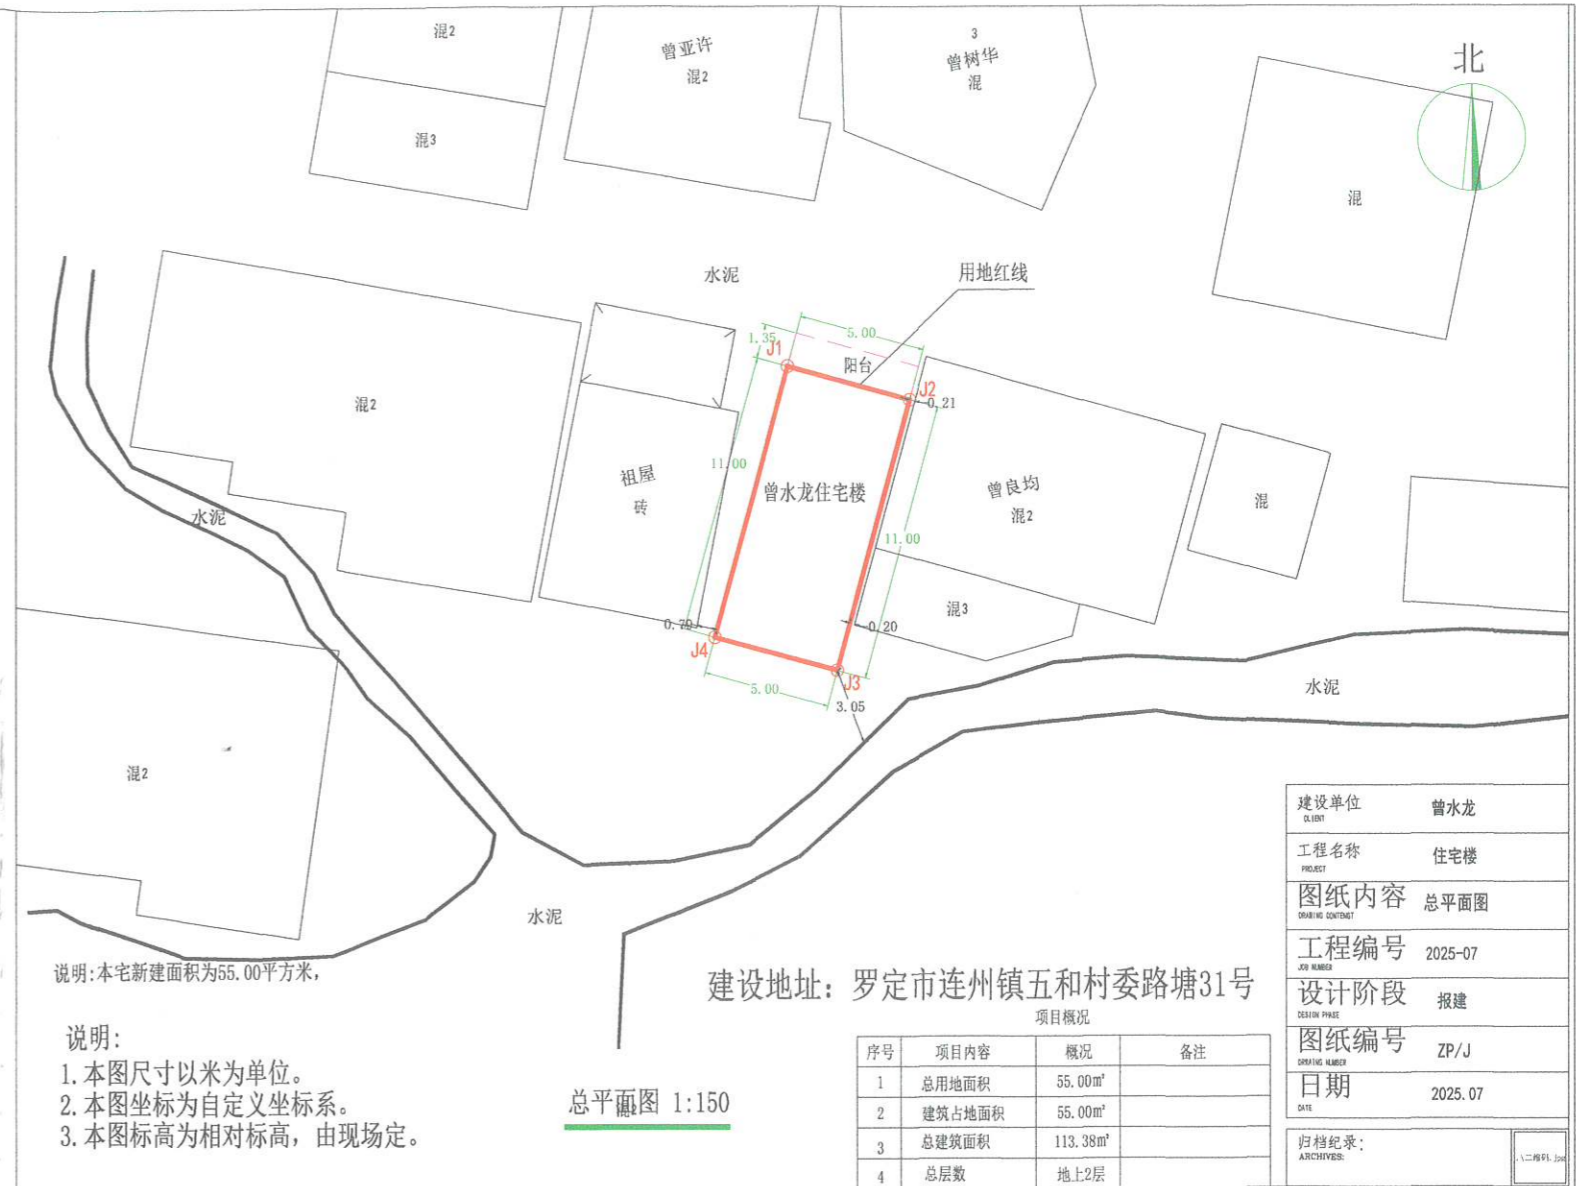 混2
混3
曾亚许
混2
3
曾树华
混
北
混
水泥
用地红线
1.35
5.00
J1
阳台
J2
0.21
混2
11.00
祖屋
砖
曾水龙住宅楼
曾良均
混2
混
水泥
11.00
混3
0.20
J4
J3
5.00
3.05
水泥
混2
水泥
说明:本宅新建面积为55.00平方米,
说明:
1.本图尺寸以米为单位。
2.本图坐标为自定义坐标系。
3.本图标高为相对标高，由现场定。
总平面图 1:150
建设地址：罗定市连州镇五和村委路塘31号
项目概况
序号 项目内容 概况 备注
1 总用地面积 55.00m²
2 建筑占地面积 55.00m²
3 总建筑面积 113.38m²
4 总层数 地上2层
建设单位 曾水龙
CLIENT
工程名称 住宅楼
PROJECT
图纸内容 总平面图
工程编号 2025-07
JOB NUMBER
设计阶段 报建
DESIGN PHASE
图纸编号 ZP/J
DRAWING NUMBER
日期 2025.07
DATE
归档纪录:
ARCHIVES: